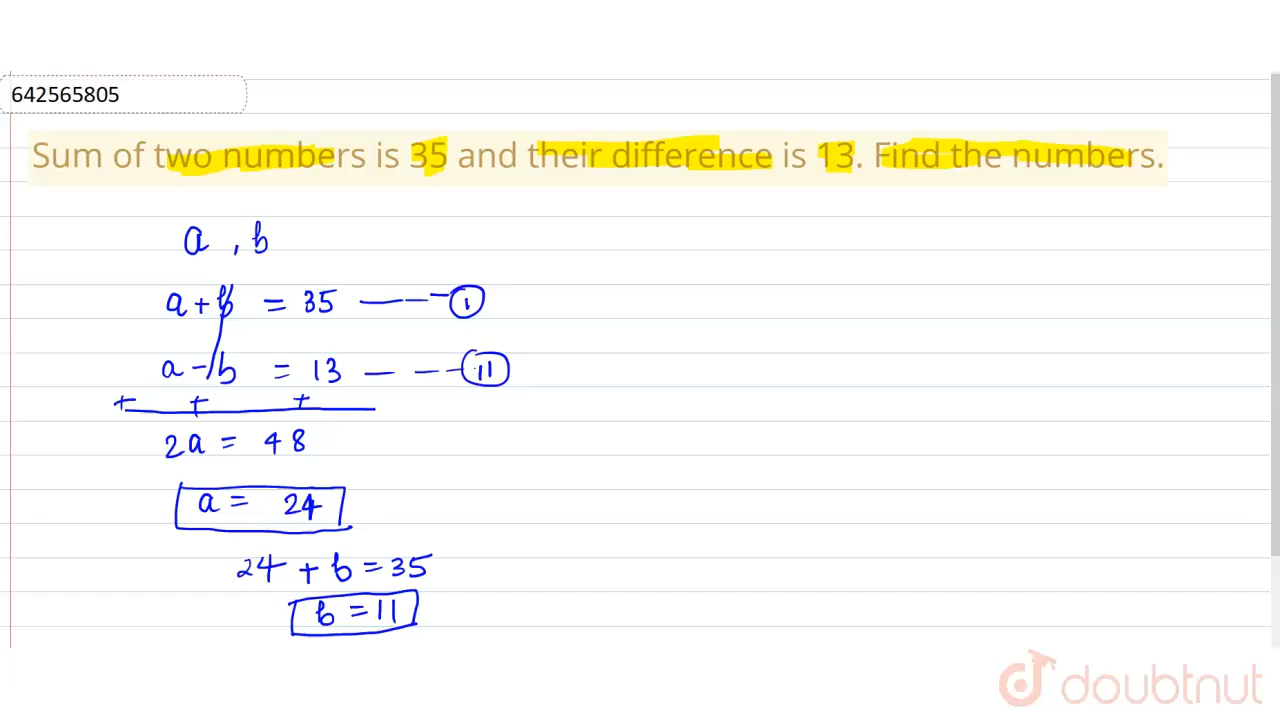 642565805
Sum of two numbers is 35 and their difference is 13. Find the numbers.
a , b
a + b = 35 ---- (1)
a - b = 13 - - - (11)
+ + +
2a = 48
a = 24
24 + b = 35
b = 11
doubtnut